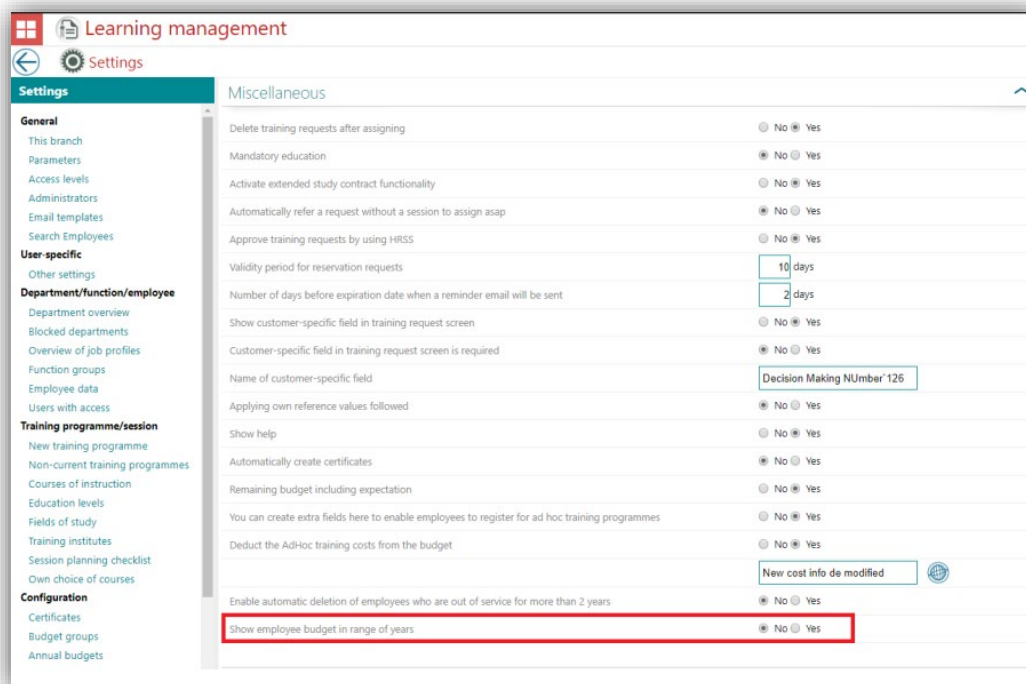 Learning management
Settings
Settings
General
This branch
Parameters
Access levels
Administrators
Email templates
Search Employees
User-specific
Other settings
Department/function/employee
Department overview
Blocked departments
Overview of job profiles
Function groups
Employee data
Users with access
Training programme/session
New training programme
Non-current training programmes
Courses of instruction
Education levels
Fields of study
Training institutes
Session planning checklist
Own choice of courses
Configuration
Certificates
Budget groups
Annual budgets
Miscellaneous
Delete training requests after assigning No Yes
Mandatory education No Yes
Activate extended study contract functionality No Yes
Automatically refer a request without a session to assign asap No Yes
Approve training requests by using HRSS No Yes
Validity period for reservation requests 10 days
Number of days before expiration date when a reminder email will be sent 2 days
Show customer-specific field in training request screen No Yes
Customer-specific field in training request screen is required No Yes
Name of customer-specific field Decision Making NUmber`126
Applying own reference values followed No Yes
Show help No Yes
Automatically create certificates No Yes
Remaining budget including expectation No Yes
You can create extra fields here to enable employees to register for ad hoc training programmes No Yes
Deduct the AdHoc training costs from the budget No Yes
New cost info de modified
Enable automatic deletion of employees who are out of service for more than 2 years No Yes
Show employee budget in range of years No Yes